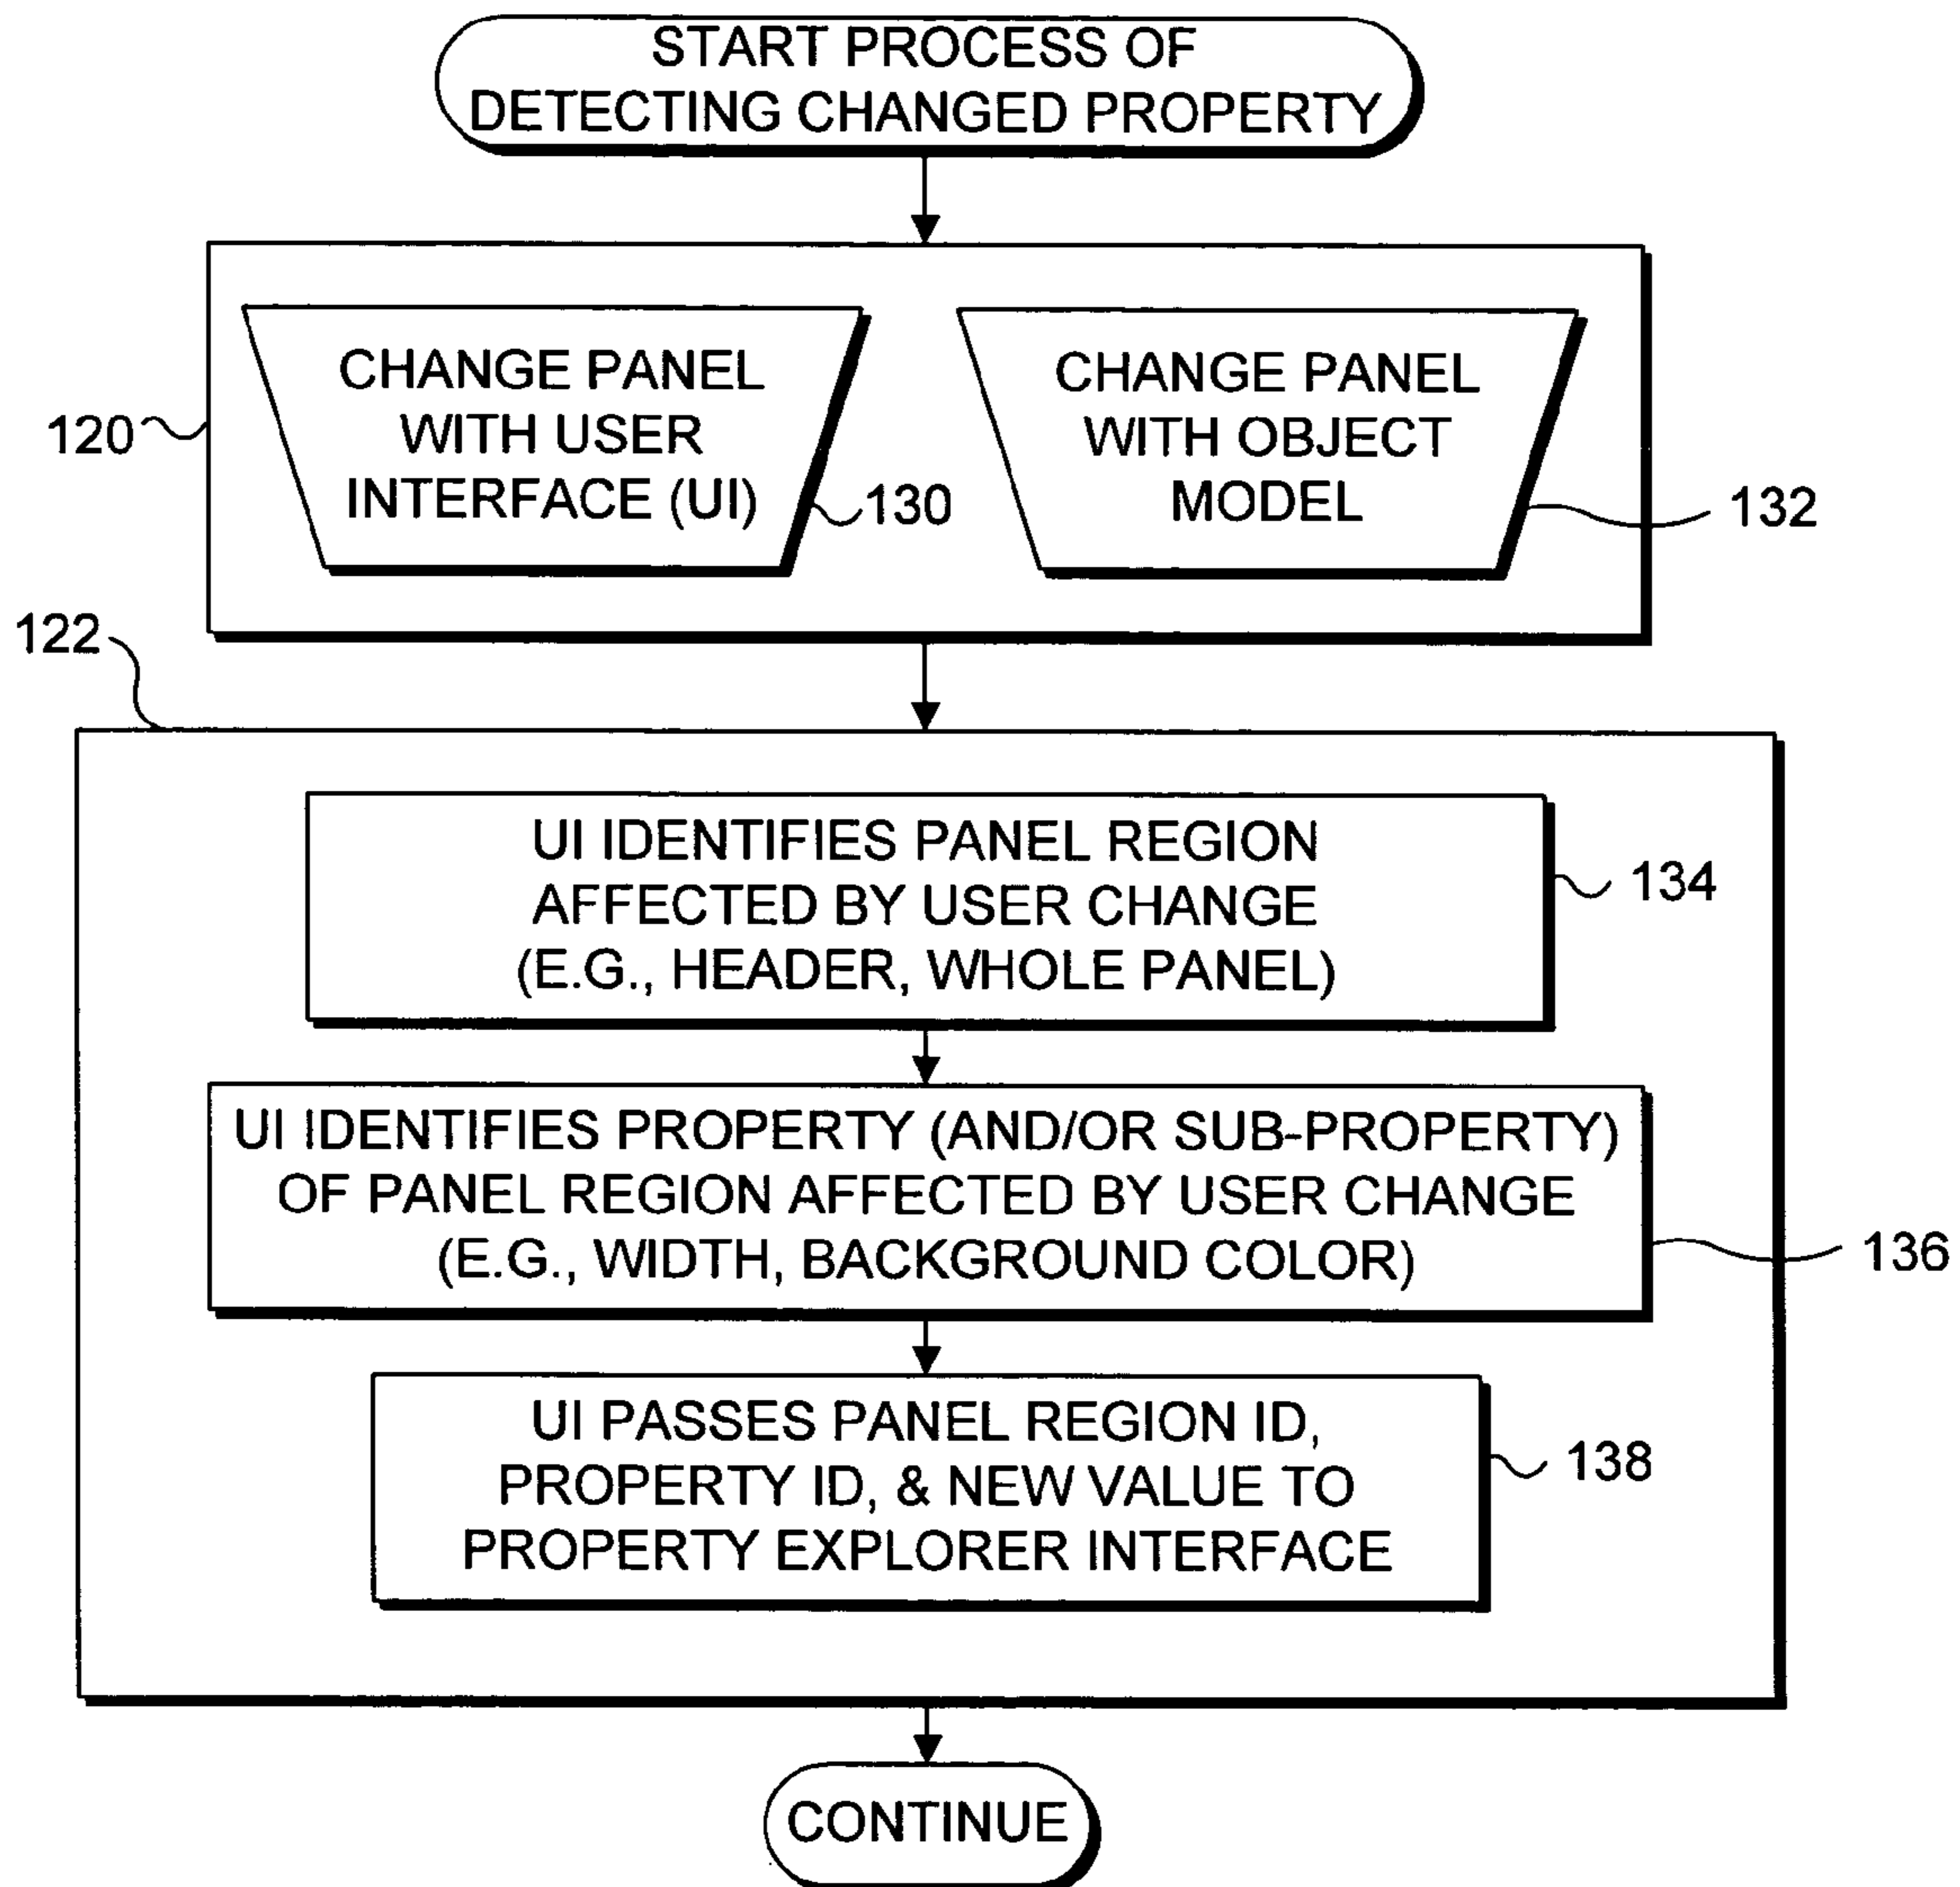 START PROCESS OF
DETECTING CHANGED PROPERTY
CHANGE PANEL
WITH USER
INTERFACE (UI)
130
CHANGE PANEL
WITH OBJECT
MODEL
132
120
122
UI IDENTIFIES PANEL REGION
AFFECTED BY USER CHANGE
(E.G., HEADER, WHOLE PANEL)
134
UI IDENTIFIES PROPERTY (AND/OR SUB-PROPERTY)
OF PANEL REGION AFFECTED BY USER CHANGE
(E.G., WIDTH, BACKGROUND COLOR)
136
UI PASSES PANEL REGION ID,
PROPERTY ID, & NEW VALUE TO
PROPERTY EXPLORER INTERFACE
138
CONTINUE